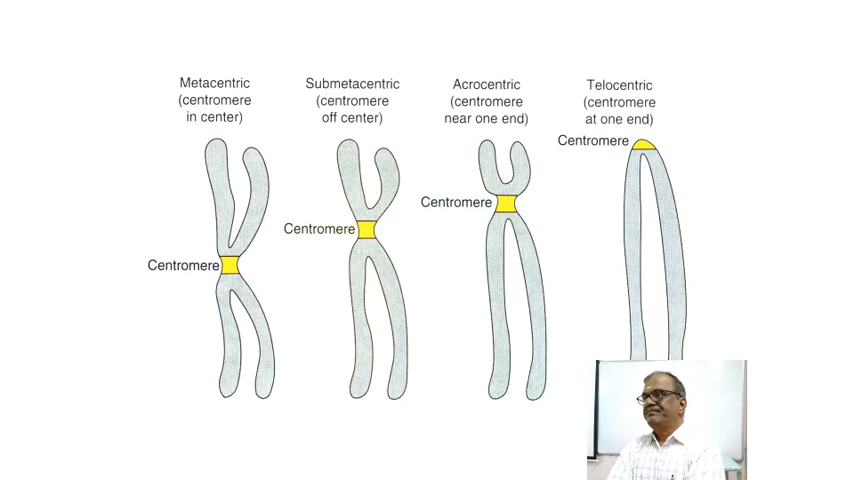 Metacentric
(centromere
in center)
Submetacentric
(centromere
off center)
Acrocentric
(centromere
near one end)
Telocentric
(centromere
at one end)
Centromere
Centromere
Centromere
Centromere